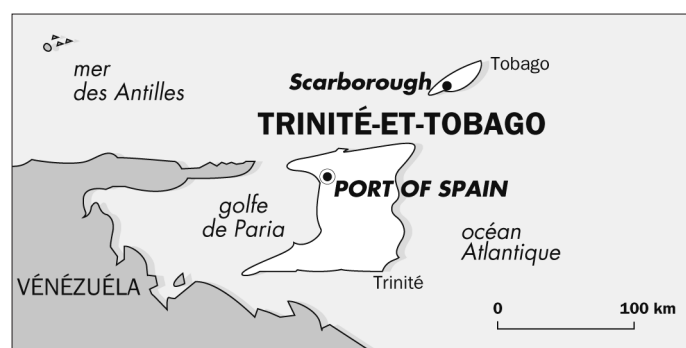 mer
des Antilles
Scarborough
Tobago
TRINITÉ-ET-TOBAGO
PORT OF SPAIN
golfe
de Paria
océan
Atlantique
VÉNÉZUÉLA
Trinité
0 100 km